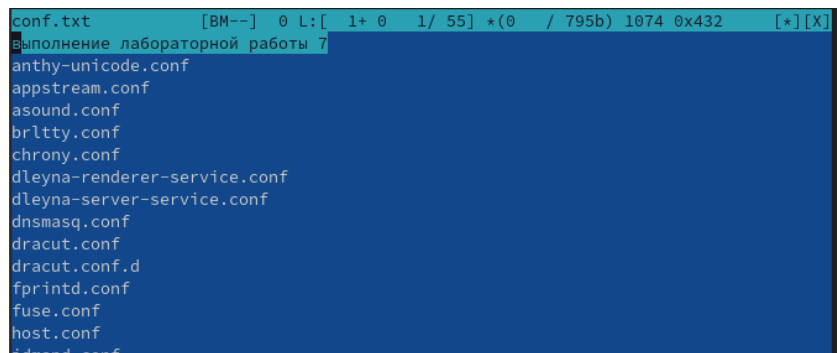 conf.txt [BM--] 0 L:[ 1+ 0 1/ 55] *(0 / 795b) 1074 0x432 [*][X]
выполнение лабораторной работы 7
anthy-unicode.conf
appstream.conf
asound.conf
brltty.conf
chrony.conf
dleyna-renderer-service.conf
dleyna-server-service.conf
dnsmasq.conf
dracut.conf
dracut.conf.d
fprintd.conf
fuse.conf
host.conf